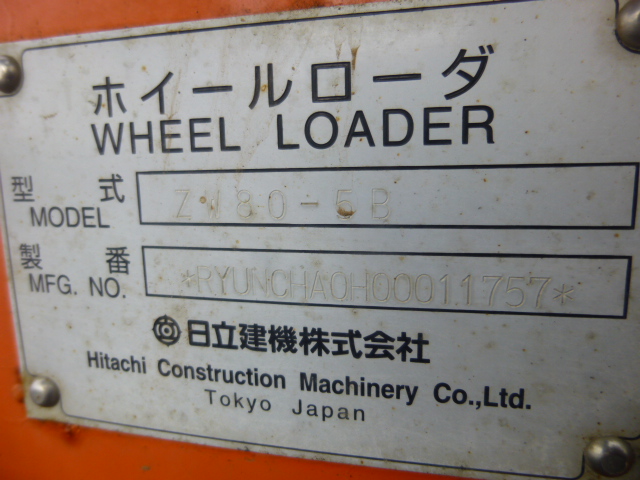 ホイールローダ
WHEEL LOADER
型式 ZW80-5B
MODEL
製番 *RYUNCHA0H00011757*
MFG. NO.
日立建機株式会社
Hitachi Construction Machinery Co.,Ltd.
Tokyo Japan